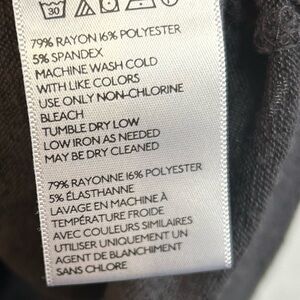 30
79% RAYON 16% POLYESTER
5% SPANDEX
MACHINE WASH COLD
WITH LIKE COLORS
USE ONLY NON-CHLORINE
BLEACH
TUMBLE DRY LOW
LOW IRON AS NEEDED
MAY BE DRY CLEANED
79% RAYONNE 16% POLYESTER
5% ÉLASTHANNE
LAVAGE EN MACHINE À
TEMPÉRATURE FROIDE
AVEC COULEURS SIMILAIRES
UTILISER UNIQUEMENT UN
AGENT DE BLANCHIMENT
SANS CHLORE